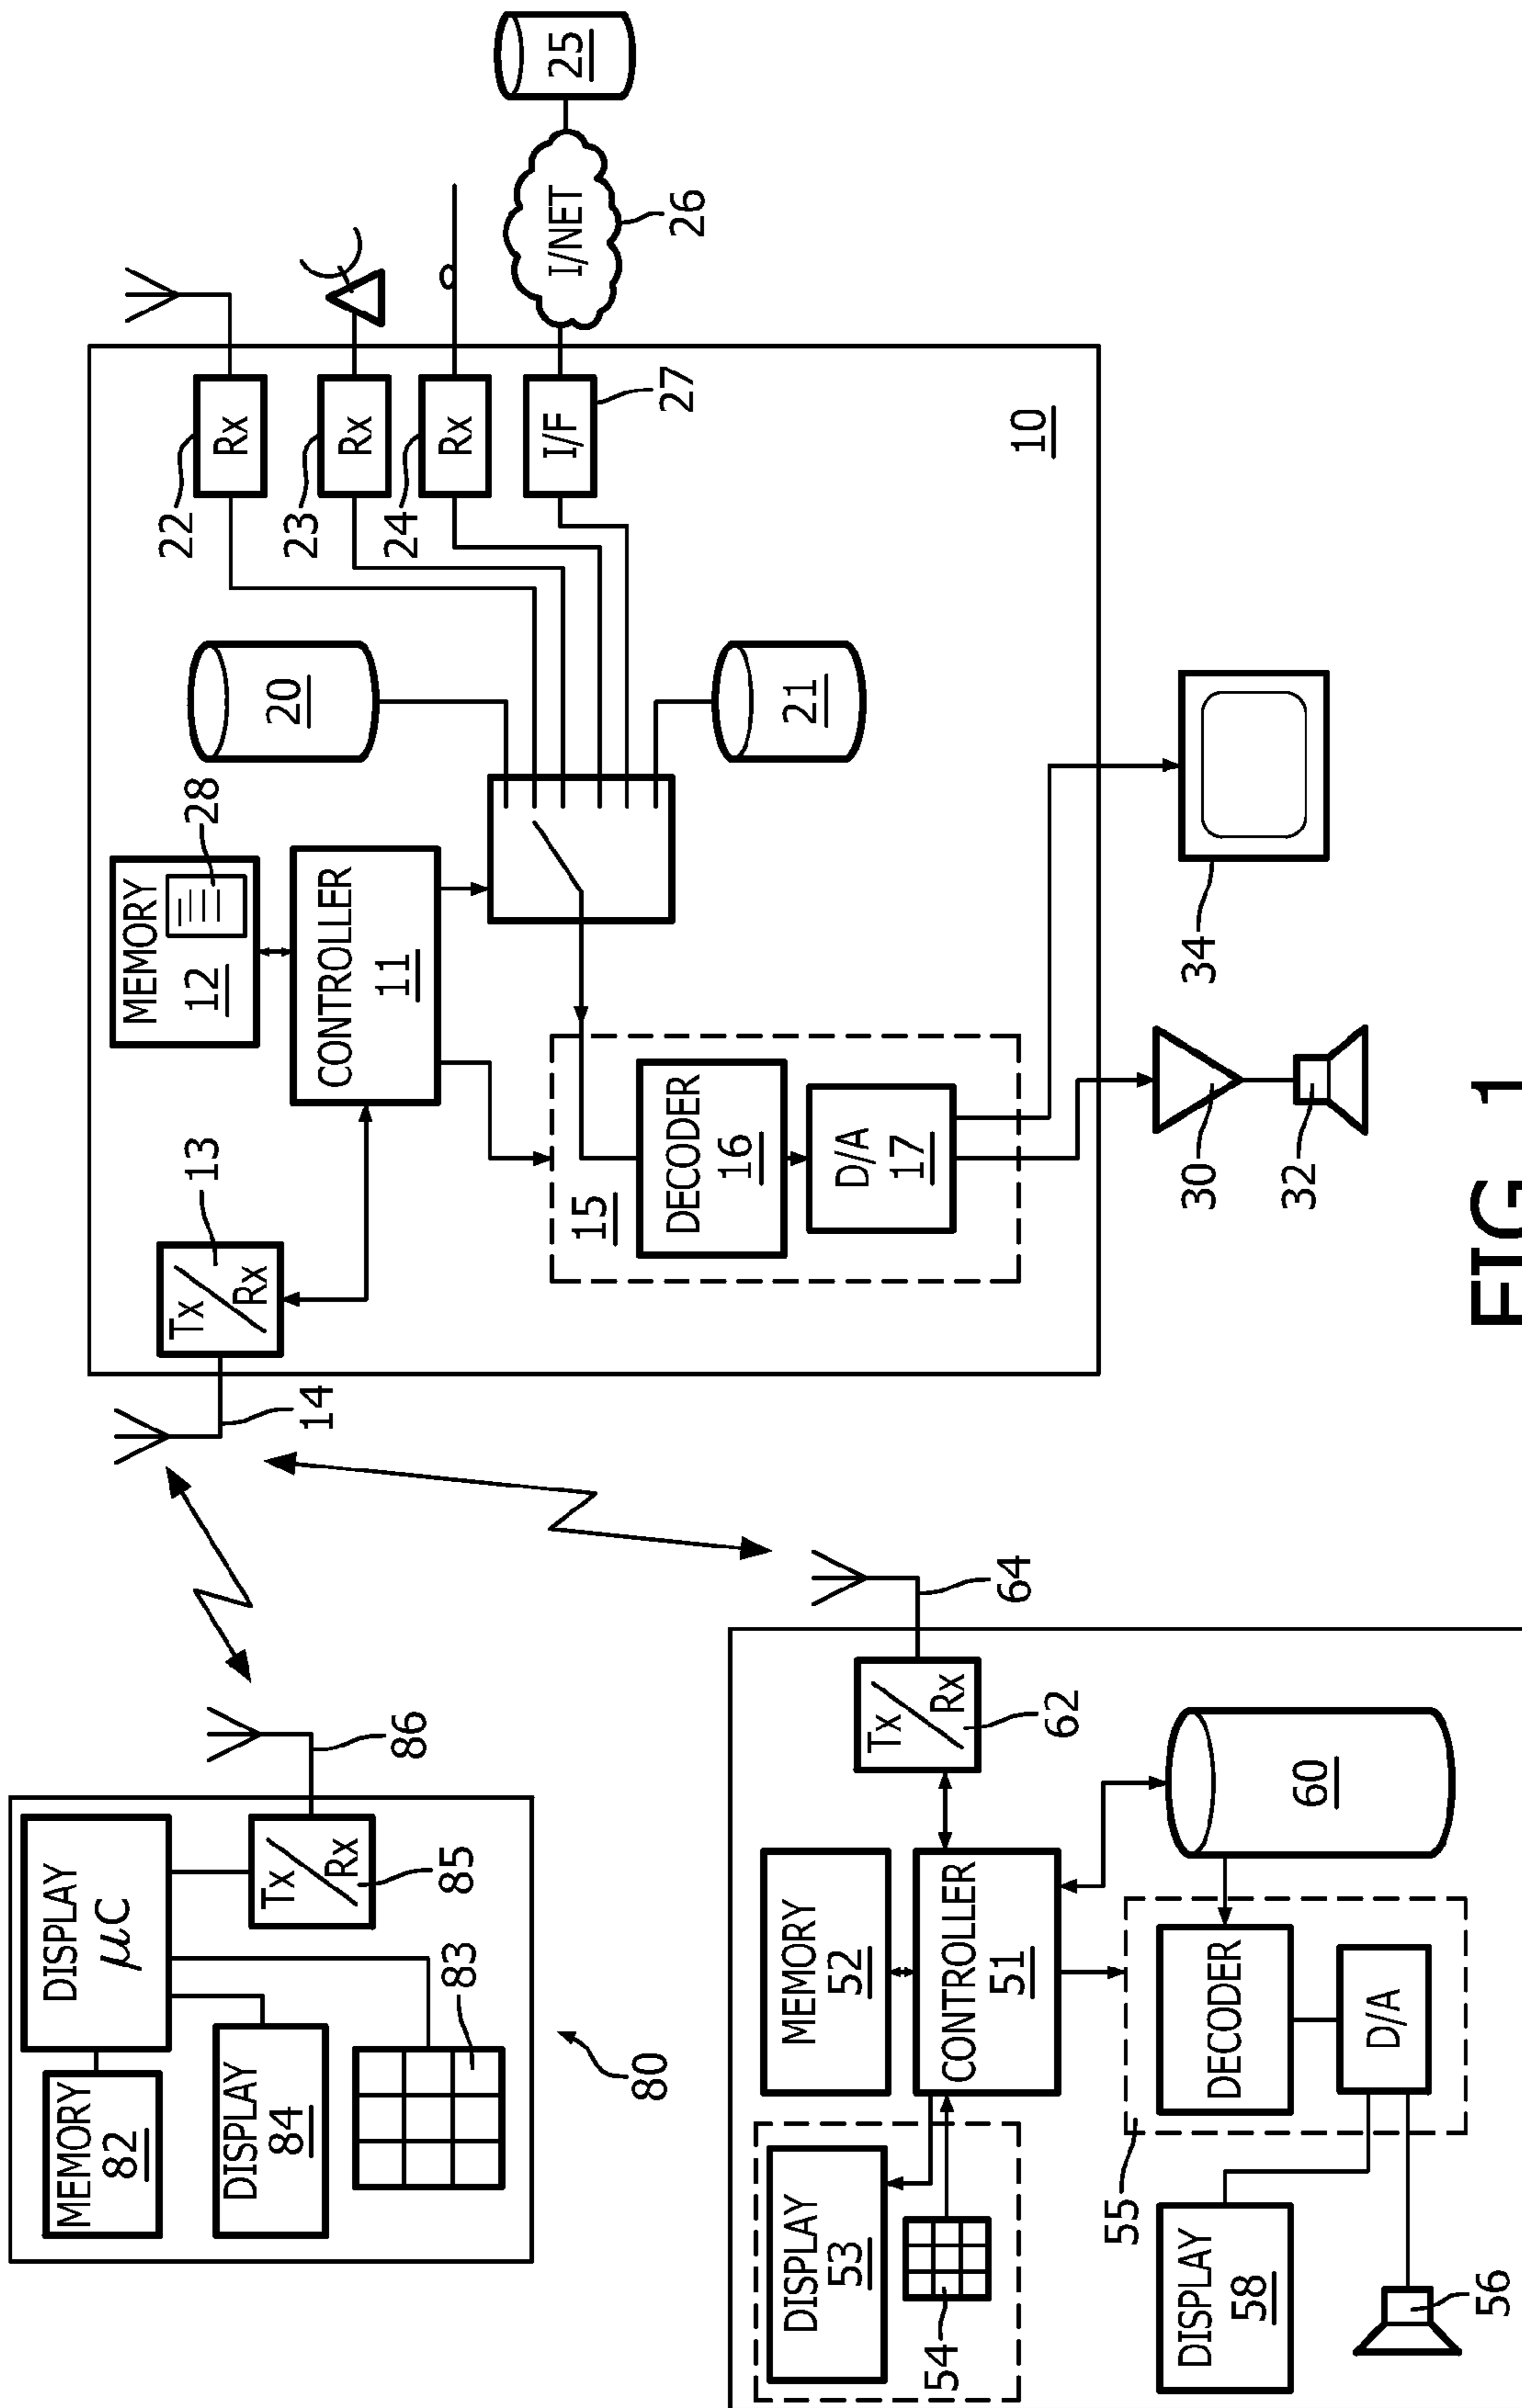 80
DISPLAY
µC
MEMORY
82
DISPLAY
84
83
Tx
Rx
85
86
14
Tx
Rx
13
MEMORY
12
28
CONTROLLER
11
20
22
Rx
23
Rx
24
Rx
I/F
27
I/NET
26
25
21
15
DECODER
16
D/A
17
10
30
32
34
DISPLAY
53
54
MEMORY
52
CONTROLLER
51
Tx
Rx
62
64
60
55
DECODER
D/A
DISPLAY
58
56
FIG. 1